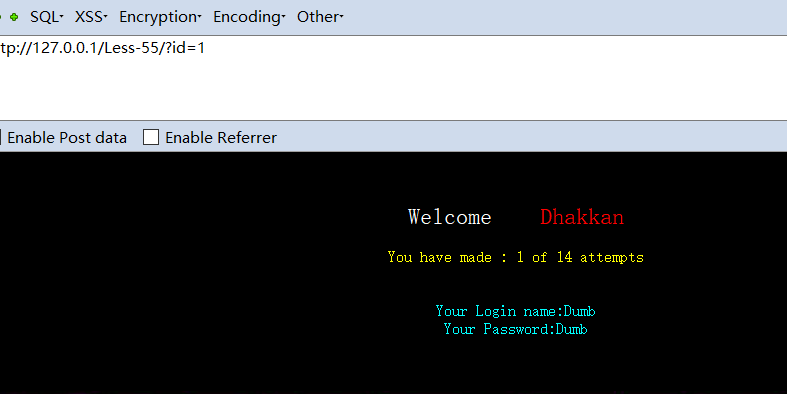 SQL XSS Encryption Encoding Other
tp://127.0.0.1/Less-55/?id=1
Enable Post data Enable Referrer
Welcome Dhakkan
You have made : 1 of 14 attempts
Your Login name:Dumb
Your Password:Dumb